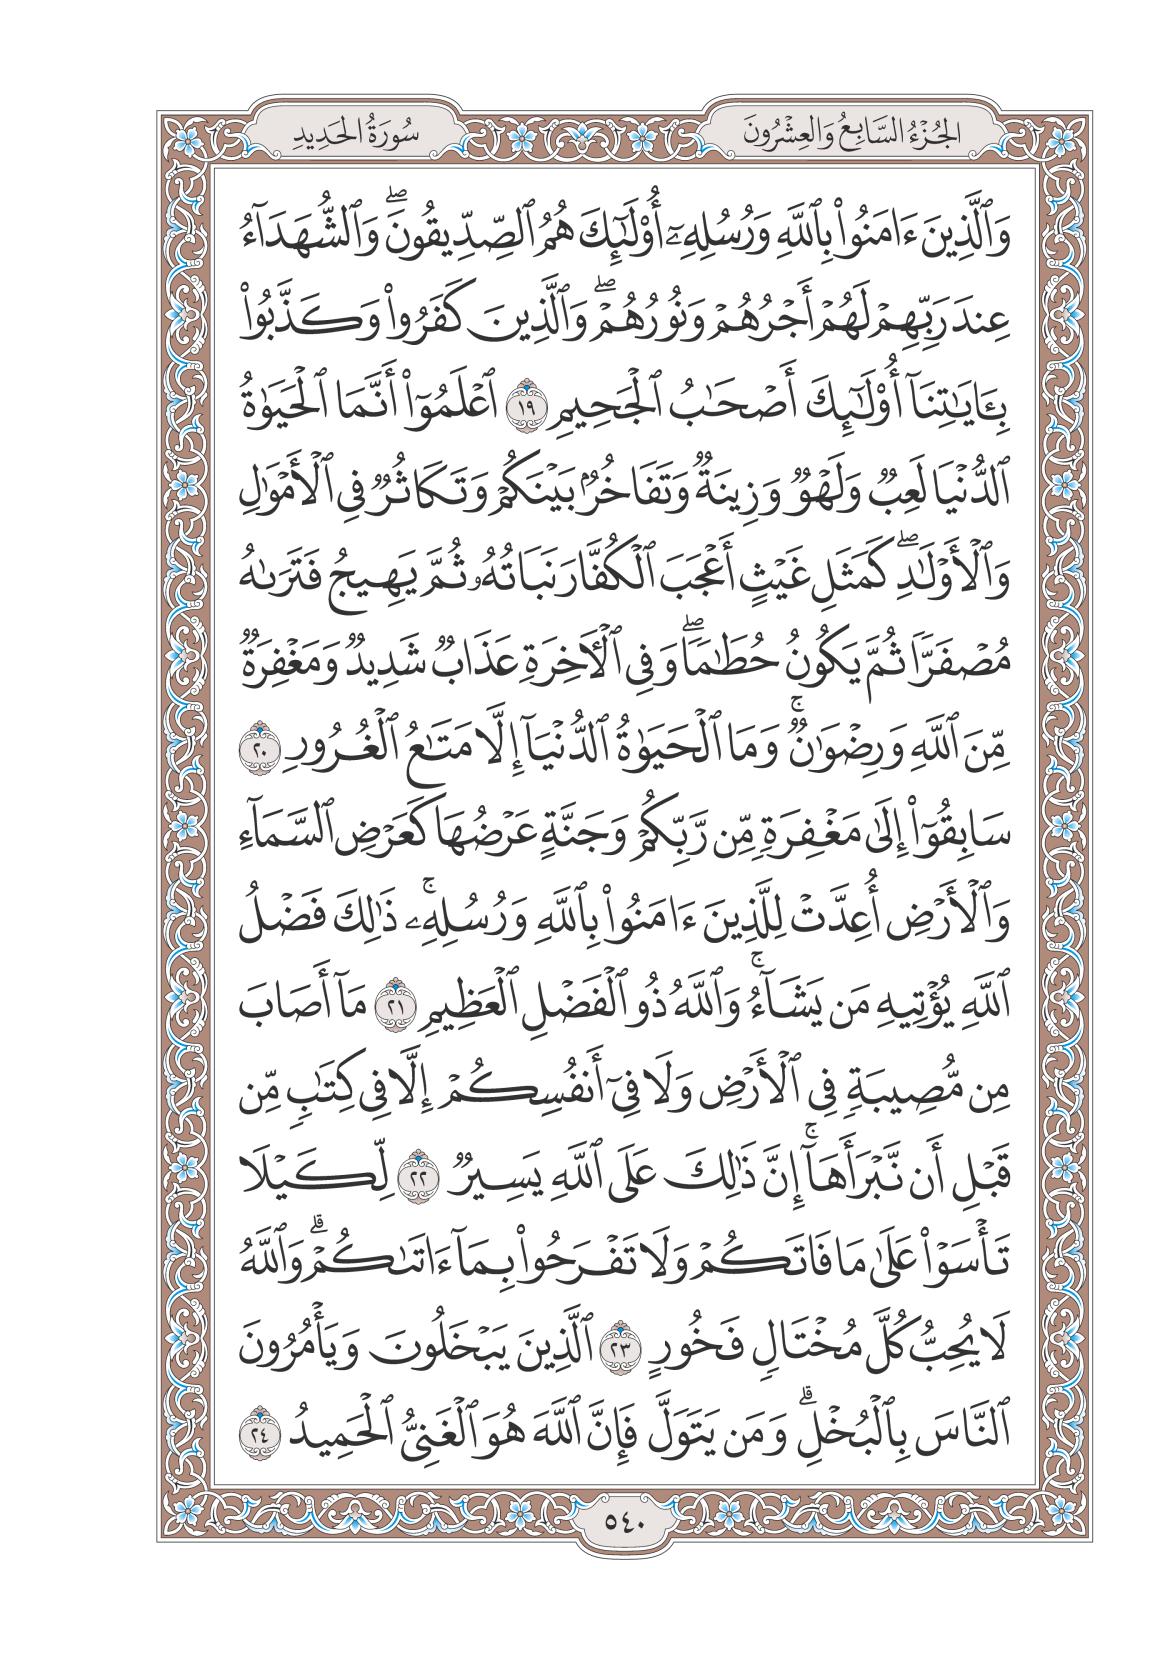 الجُزْءُ السَّابِعُ وَالعِشْرُونَ
سُورَةُ الحَدِيدِ
وَٱلَّذِينَ ءَامَنُوا۟ بِٱللَّهِ وَرُسُلِهِۦٓ أُو۟لَٰٓئِكَ هُمُ ٱلصِّدِّيقُونَۖ وَٱلشُّهَدَآءُ
عِندَ رَبِّهِمْ لَهُمْ أَجْرُهُمْ وَنُورُهُمْۖ وَٱلَّذِينَ كَفَرُوا۟ وَكَذَّبُوا۟
بِـَٔايَٰتِنَآ أُو۟لَٰٓئِكَ أَصْحَٰبُ ٱلْجَحِيمِ ١٩ ٱعْلَمُوٓا۟ أَنَّمَا ٱلْحَيَوٰةُ
ٱلدُّنْيَا لَعِبٌ وَلَهْوٌ وَزِينَةٌ وَتَفَاخُرٌۢ بَيْنَكُمْ وَتَكَاثُرٌ فِى ٱلْأَمْوَٰلِ
وَٱلْأَوْلَٰدِۖ كَمَثَلِ غَيْثٍ أَعْجَبَ ٱلْكُفَّارَ نَبَاتُهُۥ ثُمَّ يَهِيجُ فَتَرَىٰهُ
مُصْفَرًّا ثُمَّ يَكُونُ حُطَٰمًاۖ وَفِى ٱلْـَٔاخِرَةِ عَذَابٌ شَدِيدٌ وَمَغْفِرَةٌ
مِّنَ ٱللَّهِ وَرِضْوَٰنٌۚ وَمَا ٱلْحَيَوٰةُ ٱلدُّنْيَآ إِلَّا مَتَٰعُ ٱلْغُرُورِ ٢٠
سَابِقُوٓا۟ إِلَىٰ مَغْفِرَةٍ مِّن رَّبِّكُمْ وَجَنَّةٍ عَرْضُهَا كَعَرْضِ ٱلسَّمَآءِ
وَٱلْأَرْضِ أُعِدَّتْ لِلَّذِينَ ءَامَنُوا۟ بِٱللَّهِ وَرُسُلِهِۦۚ ذَٰلِكَ فَضْلُ
ٱللَّهِ يُؤْتِيهِ مَن يَشَآءُۚ وَٱللَّهُ ذُو ٱلْفَضْلِ ٱلْعَظِيمِ ٢١ مَآ أَصَابَ
مِن مُّصِيبَةٍ فِى ٱلْأَرْضِ وَلَا فِىٓ أَنفُسِكُمْ إِلَّا فِى كِتَٰبٍ مِّن
قَبْلِ أَن نَّبْرَأَهَآۚ إِنَّ ذَٰلِكَ عَلَى ٱللَّهِ يَسِيرٌ ٢٢ لِّكَيْلَا
تَأْسَوْا۟ عَلَىٰ مَا فَاتَكُمْ وَلَا تَفْرَحُوا۟ بِمَآ ءَاتَىٰكُمْۗ وَٱللَّهُ
لَا يُحِبُّ كُلَّ مُخْتَالٍ فَخُورٍ ٢٣ ٱلَّذِينَ يَبْخَلُونَ وَيَأْمُرُونَ
ٱلنَّاسَ بِٱلْبُخْلِۗ وَمَن يَتَوَلَّ فَإِنَّ ٱللَّهَ هُوَ ٱلْغَنِىُّ ٱلْحَمِيدُ ٢٤
٥٤٠